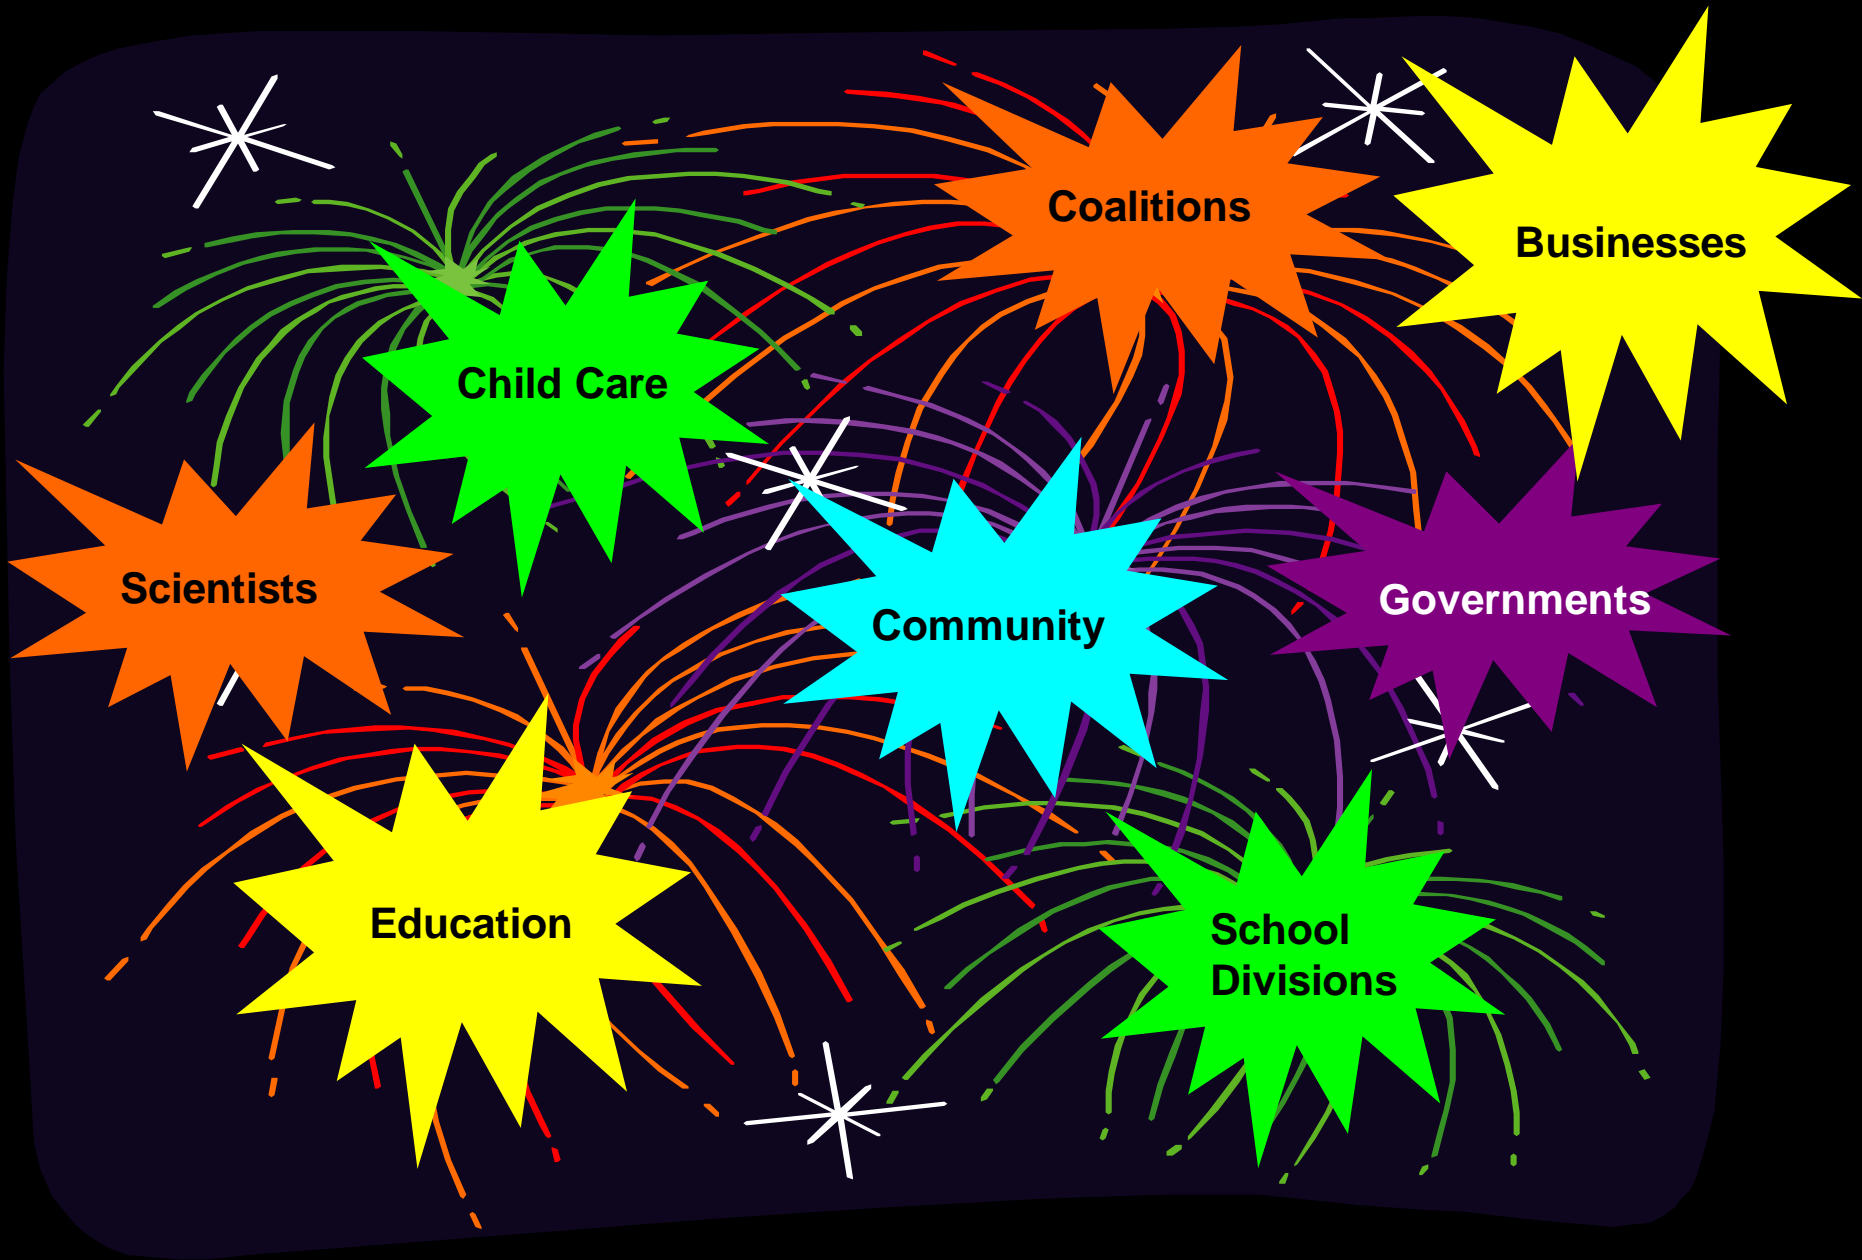 Coalitions
Businesses
Child Care
Scientists
Community
Governments
Education
School
Divisions